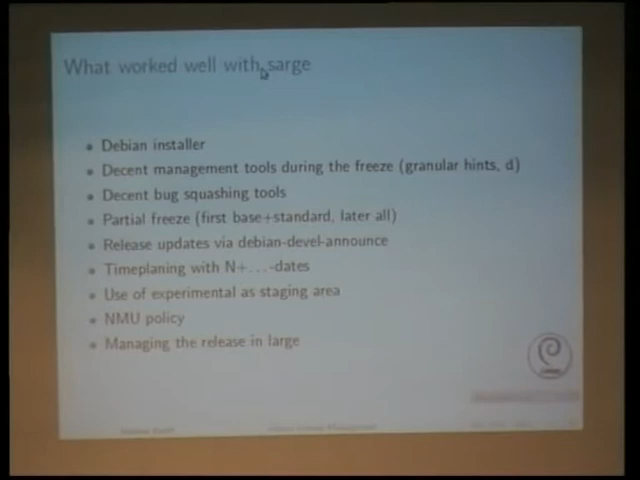 What worked well with sarge
Debian installer
Decent management tools during the freeze (granular hints, d)
Decent bug squashing tools
Partial freeze (first base+standard, later all)
Release updates via debian-devel-announce
Timeplaning with N+...-dates
Use of experimental as staging area
NMU policy
Managing the release in large